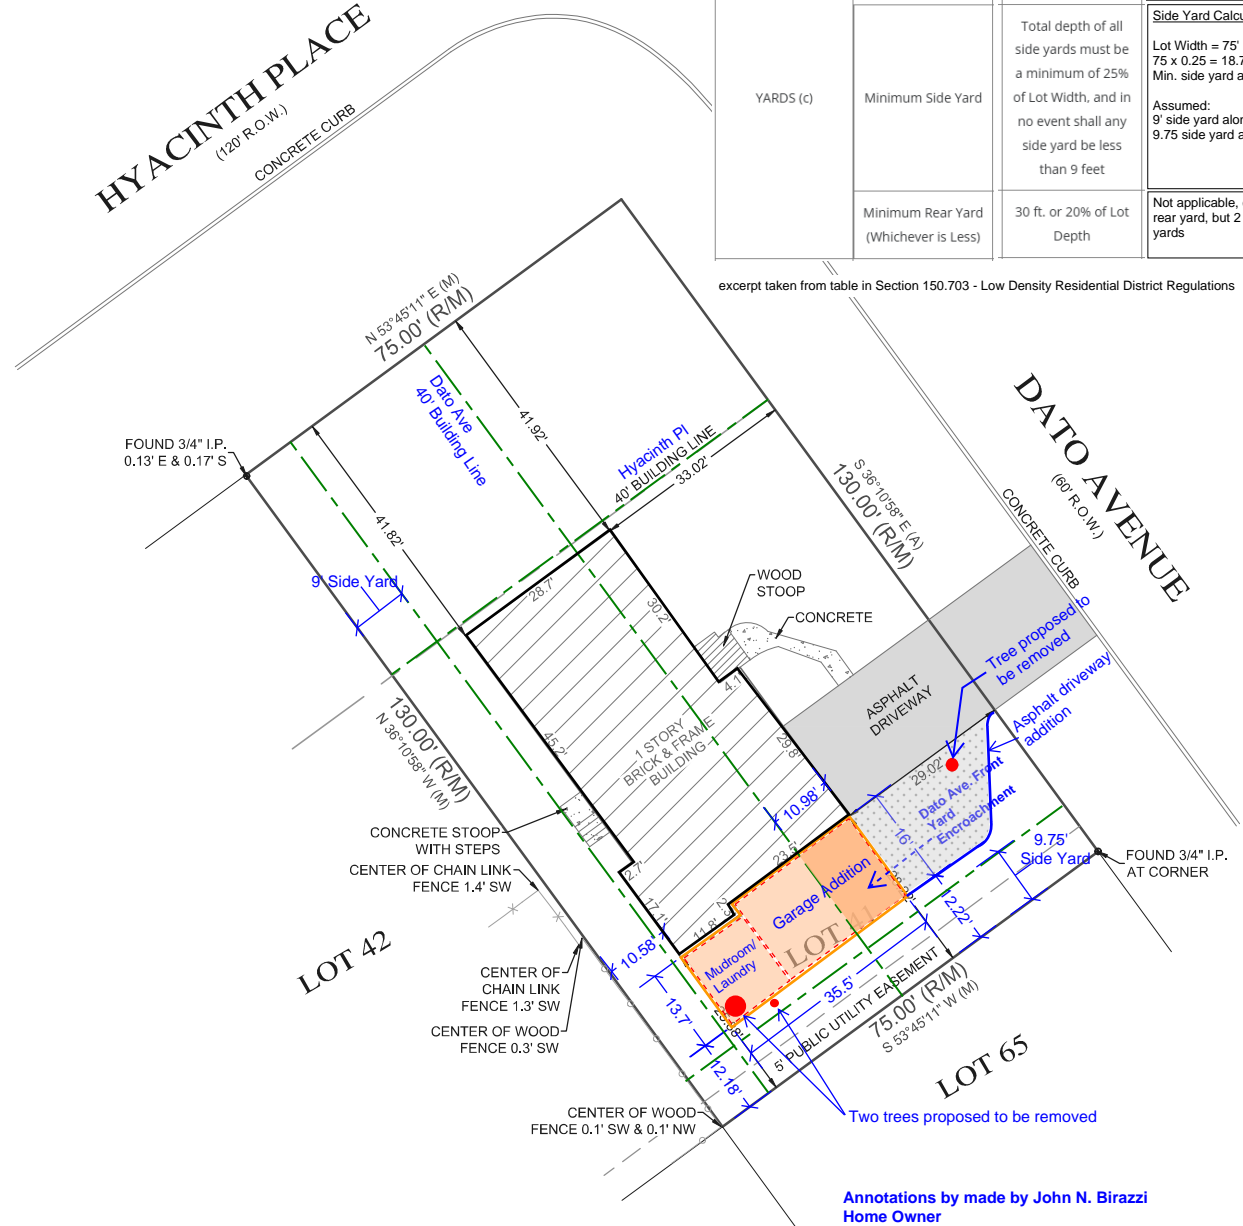 HYACINTH PLACE
(120' R.O.W.)
CONCRETE CURB
YARDS (c)
Minimum Side Yard
Total depth of all
side yards must be
a minimum of 25%
of Lot Width, and in
no event shall any
side yard be less
than 9 feet
Side Yard Calcu
Lot Width = 75'
75 x 0.25 = 18.7
Min. side yard a
Assumed:
9' side yard alon
9.75 side yard a
Minimum Rear Yard
(Whichever is Less)
30 ft. or 20% of Lot
Depth
Not applicable,
rear yard, but 2
yards
excerpt taken from table in Section 150.703 - Low Density Residential District Regulations
N 53°45'11" E (M)
75.00' (R/M)
Dato Ave
40' Building Line
41.92'
Hyacinth Pl
40' BUILDING LINE
33.02'
S 36°10'58" E (A)
130.00' (R/M)
DATO AVENUE
(60' R.O.W.)
CONCRETE CURB
FOUND 3/4" I.P.
0.13' E & 0.17' S
41.82'
9' Side Yard
28.7'
30.2'
WOOD
STOOP
CONCRETE
4.1'
ASPHALT
DRIVEWAY
Tree proposed to
be removed
Asphalt driveway
addition
130.00' (R/M)
N 36°10'58" W (M)
45.2'
1 STORY
BRICK & FRAME
BUILDING
29.8'
10.98'
29.02'
Dato Ave. Front
Yard
Encroachment
16'
9.75'
Side Yard
FOUND 3/4" I.P.
AT CORNER
CONCRETE STOOP
WITH STEPS
CENTER OF CHAIN LINK
FENCE 1.4' SW
2.7'
17.1'
23.5'
11.8'
Garage Addition
LOT 41
12.22'
LOT 42
10.58'
Mudroom/
Laundry
CENTER OF
CHAIN LINK
FENCE 1.3' SW
CENTER OF WOOD
FENCE 0.3' SW
13.7'
35.5'
5' PUBLIC UTILITY EASEMENT
75.00' (R/M)
S 53°45'11" W (M)
12.18'
LOT 65
CENTER OF WOOD
FENCE 0.1' SW & 0.1' NW
Two trees proposed to be removed
Annotations by made by John N. Birazzi
Home Owner